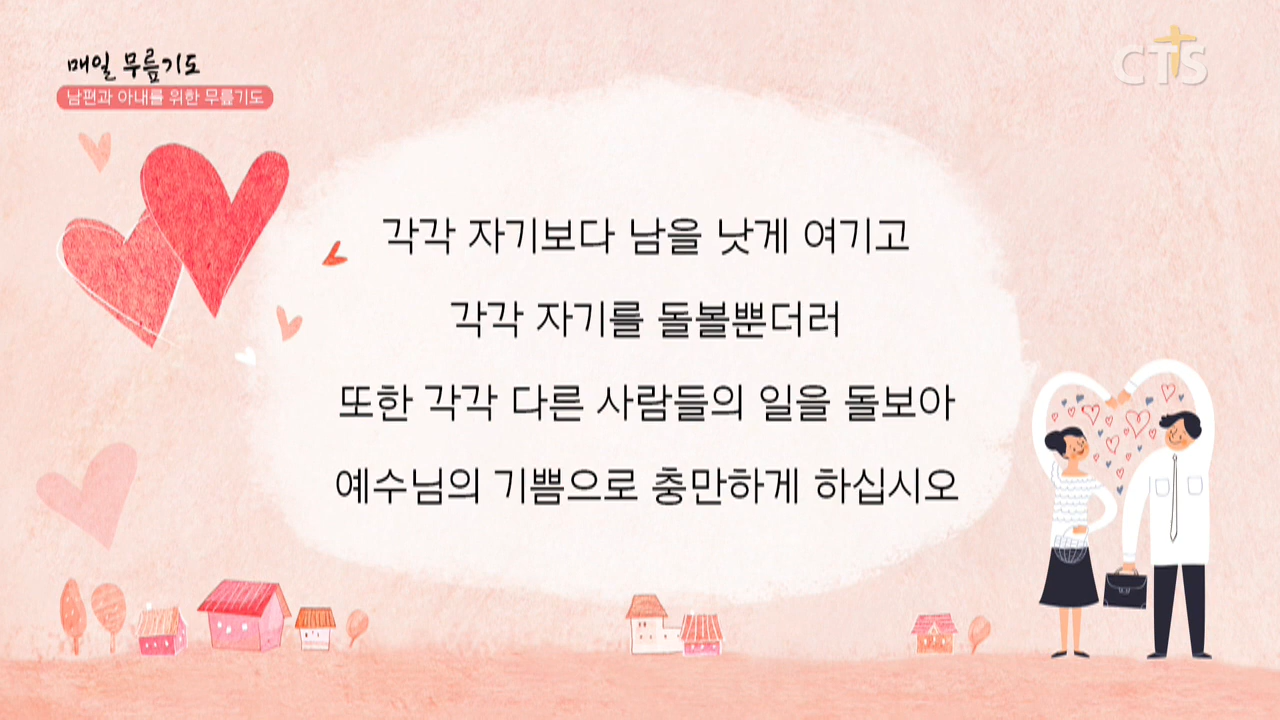 매일 무릎기도
남편과 아내를 위한 무릎기도
CTS
각각 자기보다 남을 낫게 여기고
각각 자기를 돌볼뿐더러
또한 각각 다른 사람들의 일을 돌보아
예수님의 기쁨으로 충만하게 하십시오